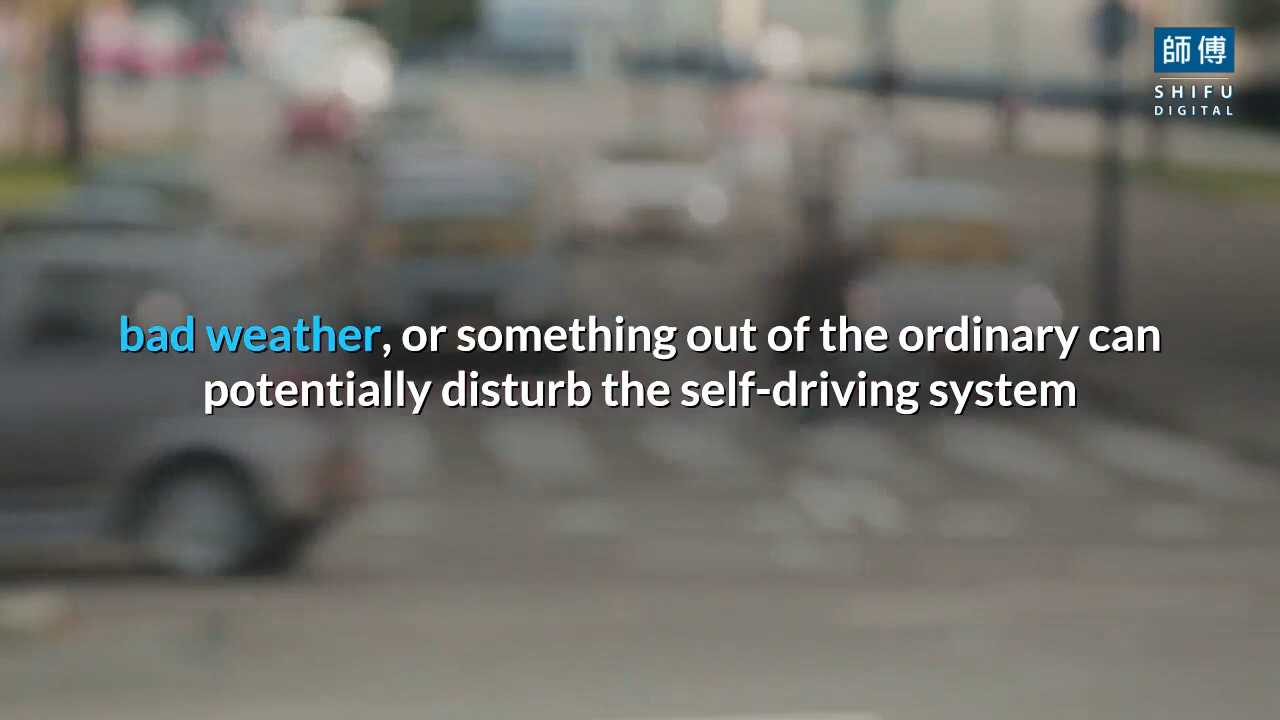 師傅
SHIFU
DIGITAL
bad weather, or something out of the ordinary can
potentially disturb the self-driving system